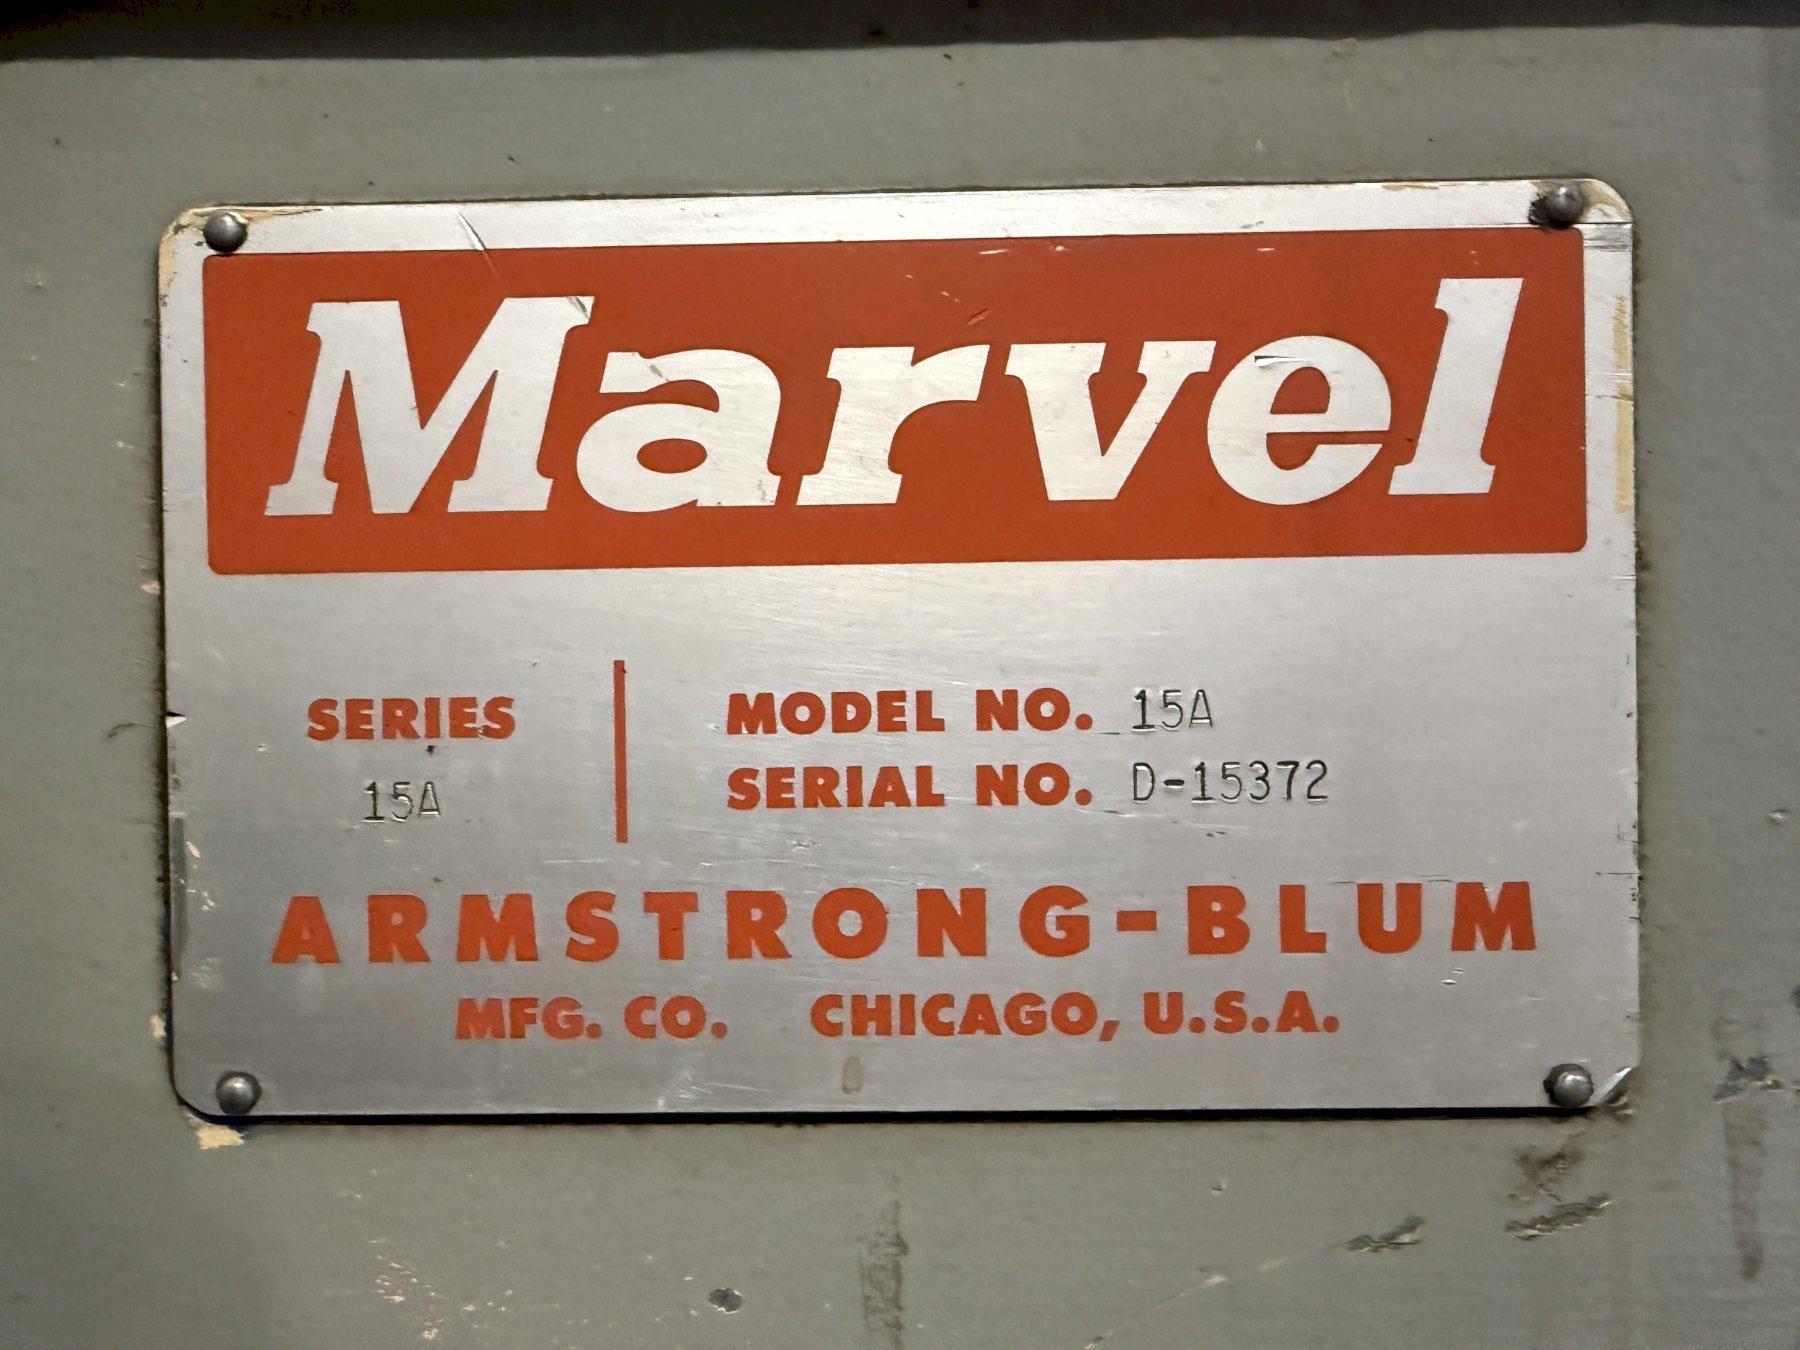 Marvel
SERIES
15A
MODEL NO. 15A
SERIAL NO. D-15372
ARMSTRONG-BLUM
MFG. CO. CHICAGO, U.S.A.